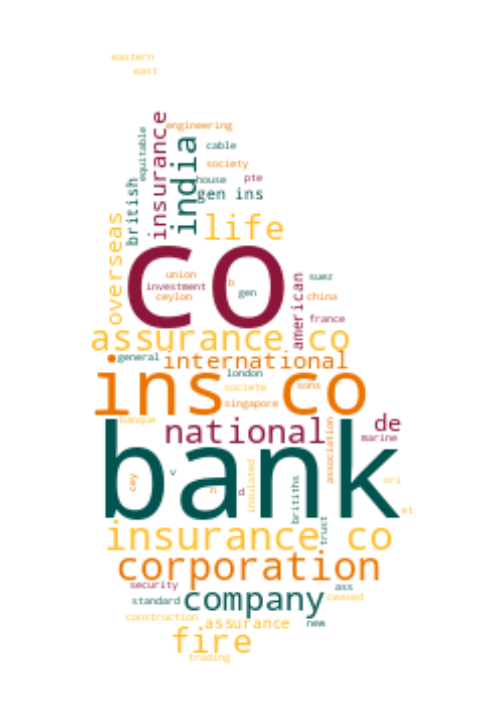 eastern
east
engineering
equitable
insurance
india
cable
society
house
pte
british
gen ins
overseas
life
co
union
b
suez
investment
american
ceylon
gen
china
france
assurance co
general
international
london
ins co
societe
sons
singapore
banque
national
de
association
marine
bank
cey
v
insulated
sri
h
d
britiths
et
insurance co
trust
corporation
security
ass
standard
company
ceased
construction
assurance
new
fire
trading